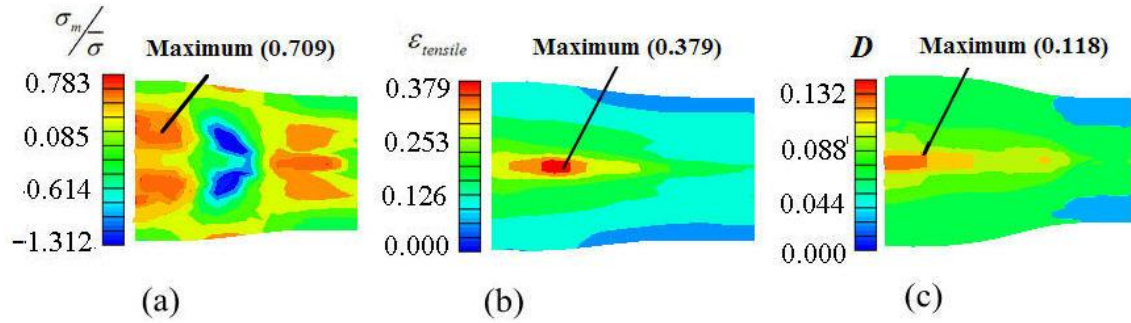 σm/σ̄
Maximum (0.709)
0.783
0.085
-0.614
-1.312
(a)
εtensile
Maximum (0.379)
0.379
0.253
0.126
0.000
(b)
D
Maximum (0.118)
0.132
0.088
0.044
0.000
(c)